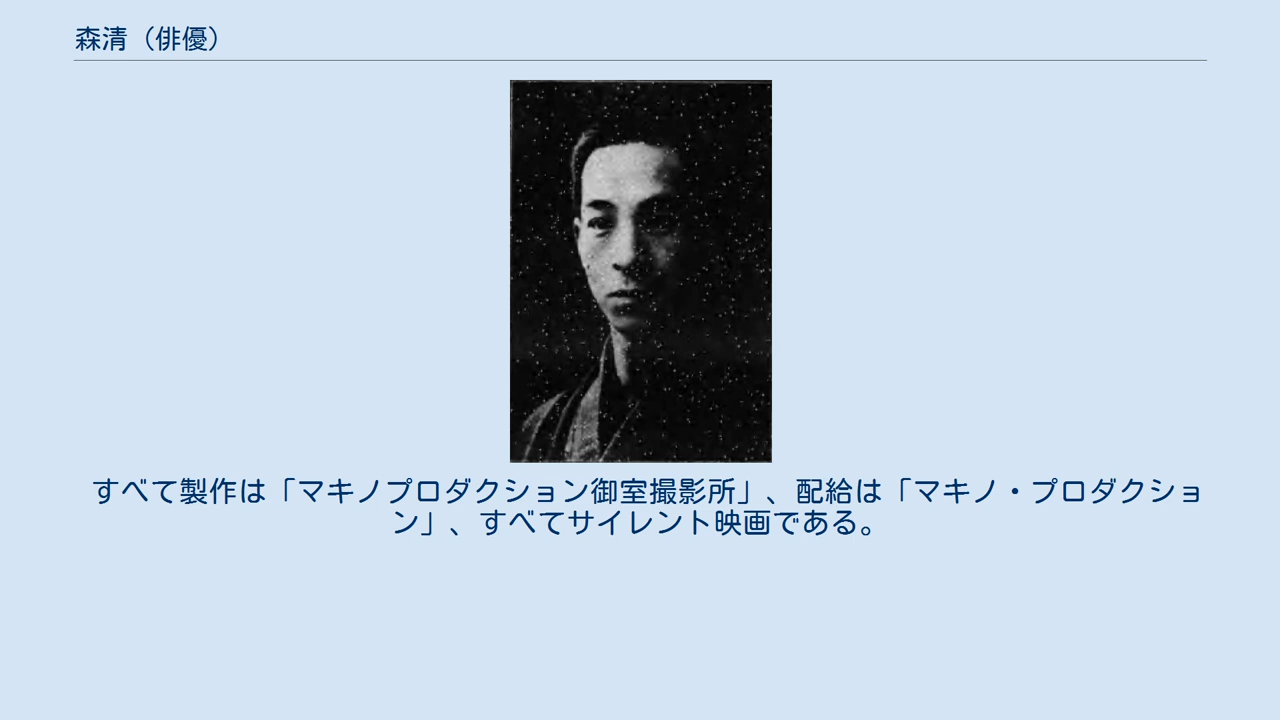 森清（俳優）
すべて製作は「マキノプロダクション御室撮影所」、配給は「マキノ・プロダクショ
ン」、すべてサイレント映画である。